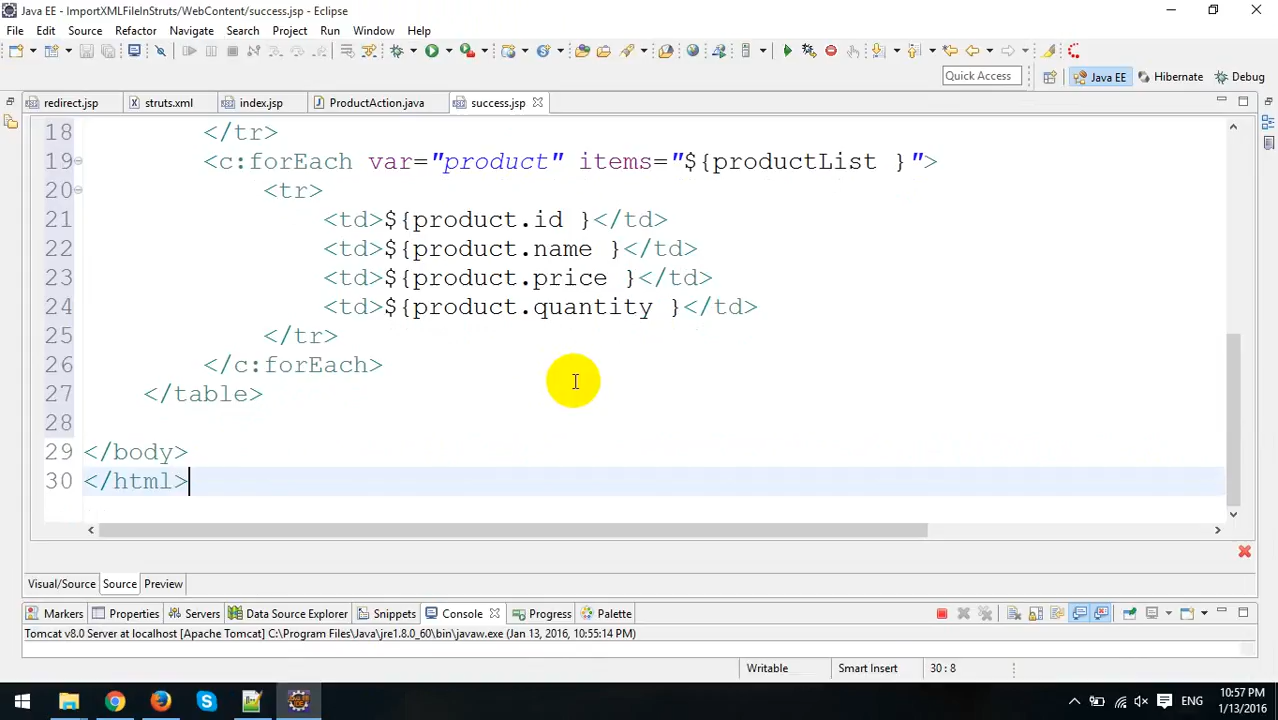 Java EE - ImportXMLFileInStruts/WebContent/success.jsp - Eclipse
File Edit Source Refactor Navigate Search Project Run Window Help
Quick Access Java EE Hibernate Debug
redirect.jsp struts.xml index.jsp ProductAction.java success.jsp
18 </tr>
19 <c:forEach var="product" items="${productList }">
20 <tr>
21 <td>${product.id }</td>
22 <td>${product.name }</td>
23 <td>${product.price }</td>
24 <td>${product.quantity }</td>
25 </tr>
26 </c:forEach>
27 </table>
28
29 </body>
30 </html>
Visual/Source Source Preview
Markers Properties Servers Data Source Explorer Snippets Console Progress Palette
Tomcat v8.0 Server at localhost [Apache Tomcat] C:\Program Files\Java\jre1.8.0_60\bin\javaw.exe (Jan 13, 2016, 10:55:14 PM)
Writable Smart Insert 30 : 8
ENG
10:57 PM
1/13/2016